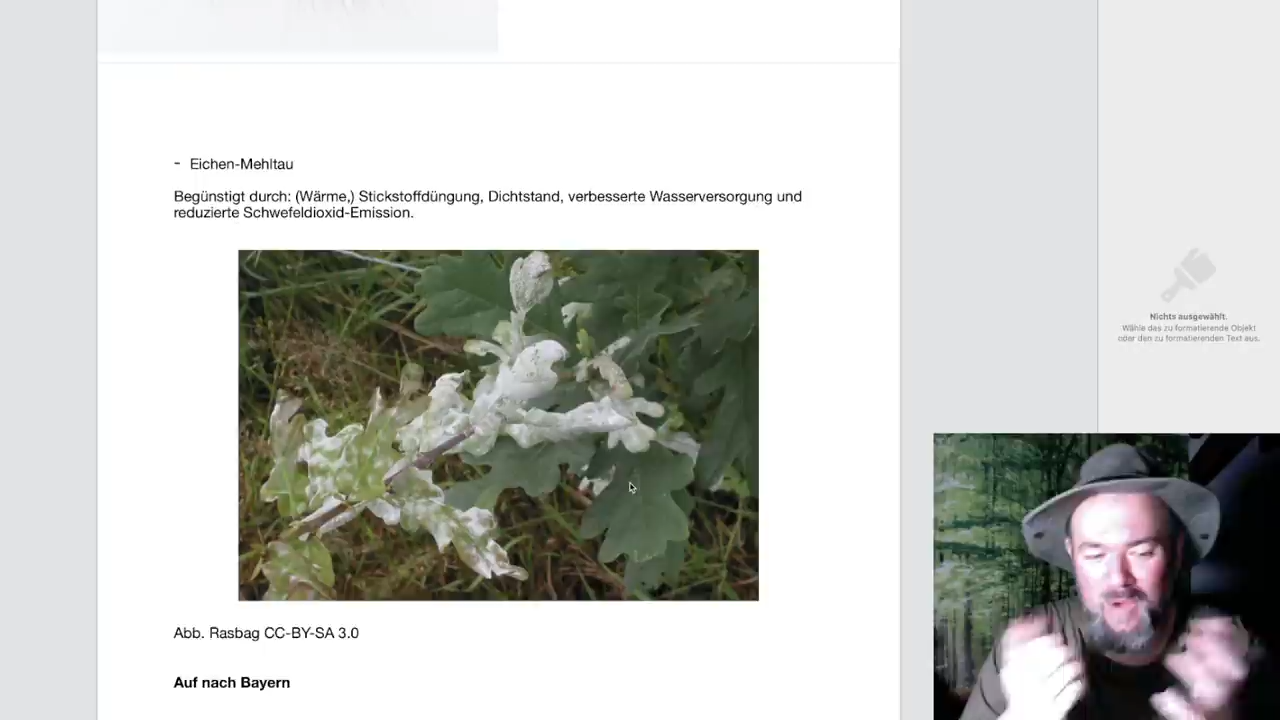 - Eichen-Mehltau
Begünstigt durch: (Wärme,) Stickstoffdüngung, Dichtstand, verbesserte Wasserversorgung und
reduzierte Schwefeldioxid-Emission.
Nichts ausgewählt.
Wähle das zu formatierende Objekt
oder den zu formatierenden Text aus.
Abb. Rasbag CC-BY-SA 3.0
Auf nach Bayern